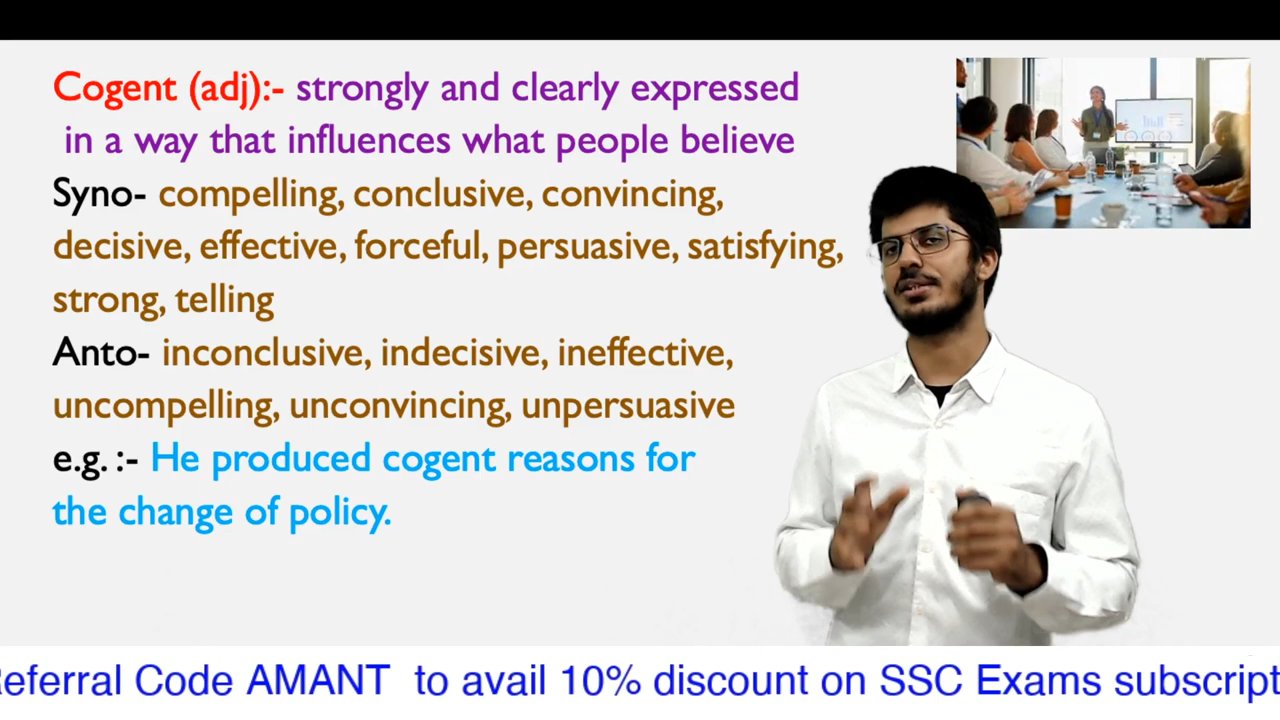 Cogent (adj):- strongly and clearly expressed
in a way that influences what people believe
Syno- compelling, conclusive, convincing,
decisive, effective, forceful, persuasive, satisfying,
strong, telling
Anto- inconclusive, indecisive, ineffective,
uncompelling, unconvincing, unpersuasive
e.g. :- He produced cogent reasons for
the change of policy.
eferral Code AMANT to avail 10% discount on SSC Exams subscript